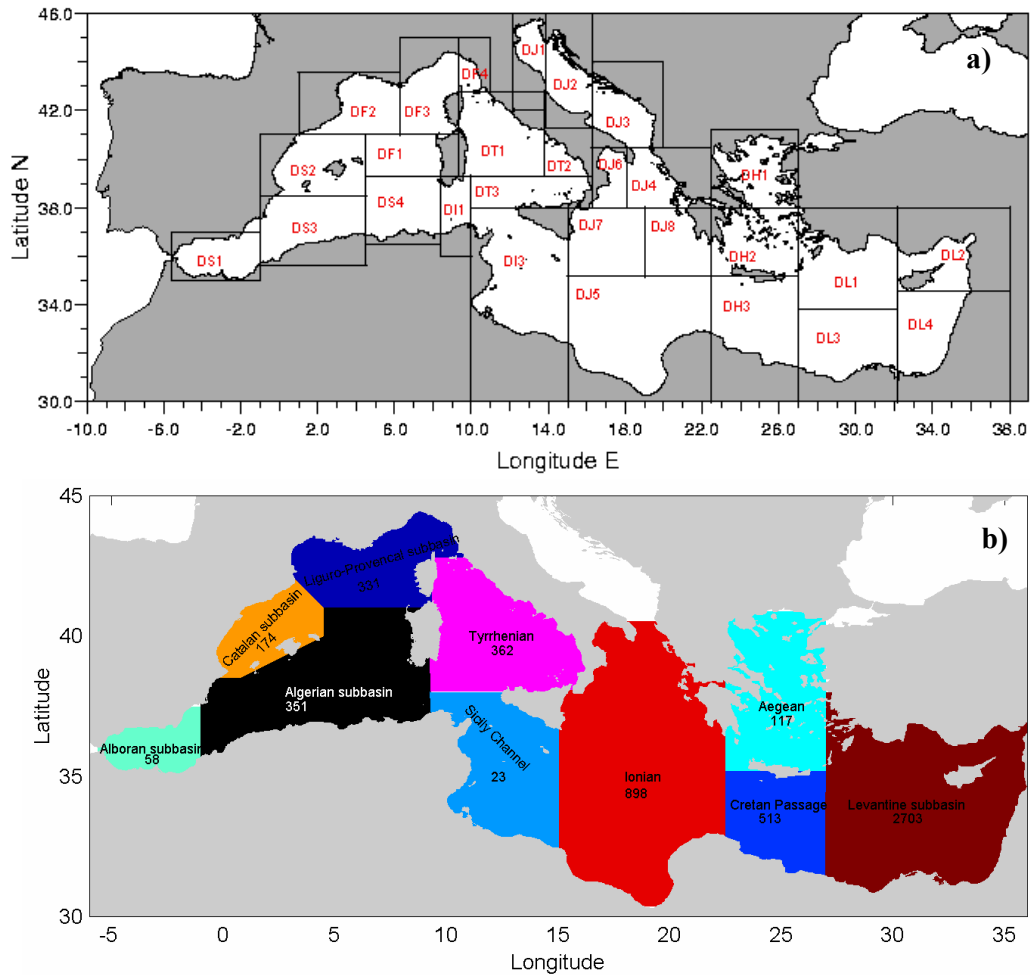 a)
46.0
42.0
38.0
34.0
30.0
Latitude N
DJ1
DF4
DJ2
DF2
DF3
DJ3
DT1
DF1
DS2
DT2
DJ6
DH1
DT3
DJ4
DS4
DI1
DS3
DJ7
DJ8
DS1
DI3
DH2
DL2
DL1
DJ5
DH3
DL3
DL4
-10.0 -6.0 -2.0 2.0 6.0 10.0 14.0 18.0 22.0 26.0 30.0 34.0 38.0
Longitude E
b)
45
40
35
30
Latitude
Liguro-Provencal subbasin
331
Catalan subbasin
174
Tyrrhenian
362
Algerian subbasin
351
Aegean
117
Sicily Channel
23
Alboran subbasin
58
Ionian
898
Cretan Passage
513
Levantine subbasin
2703
-5 0 5 10 15 20 25 30 35
Longitude